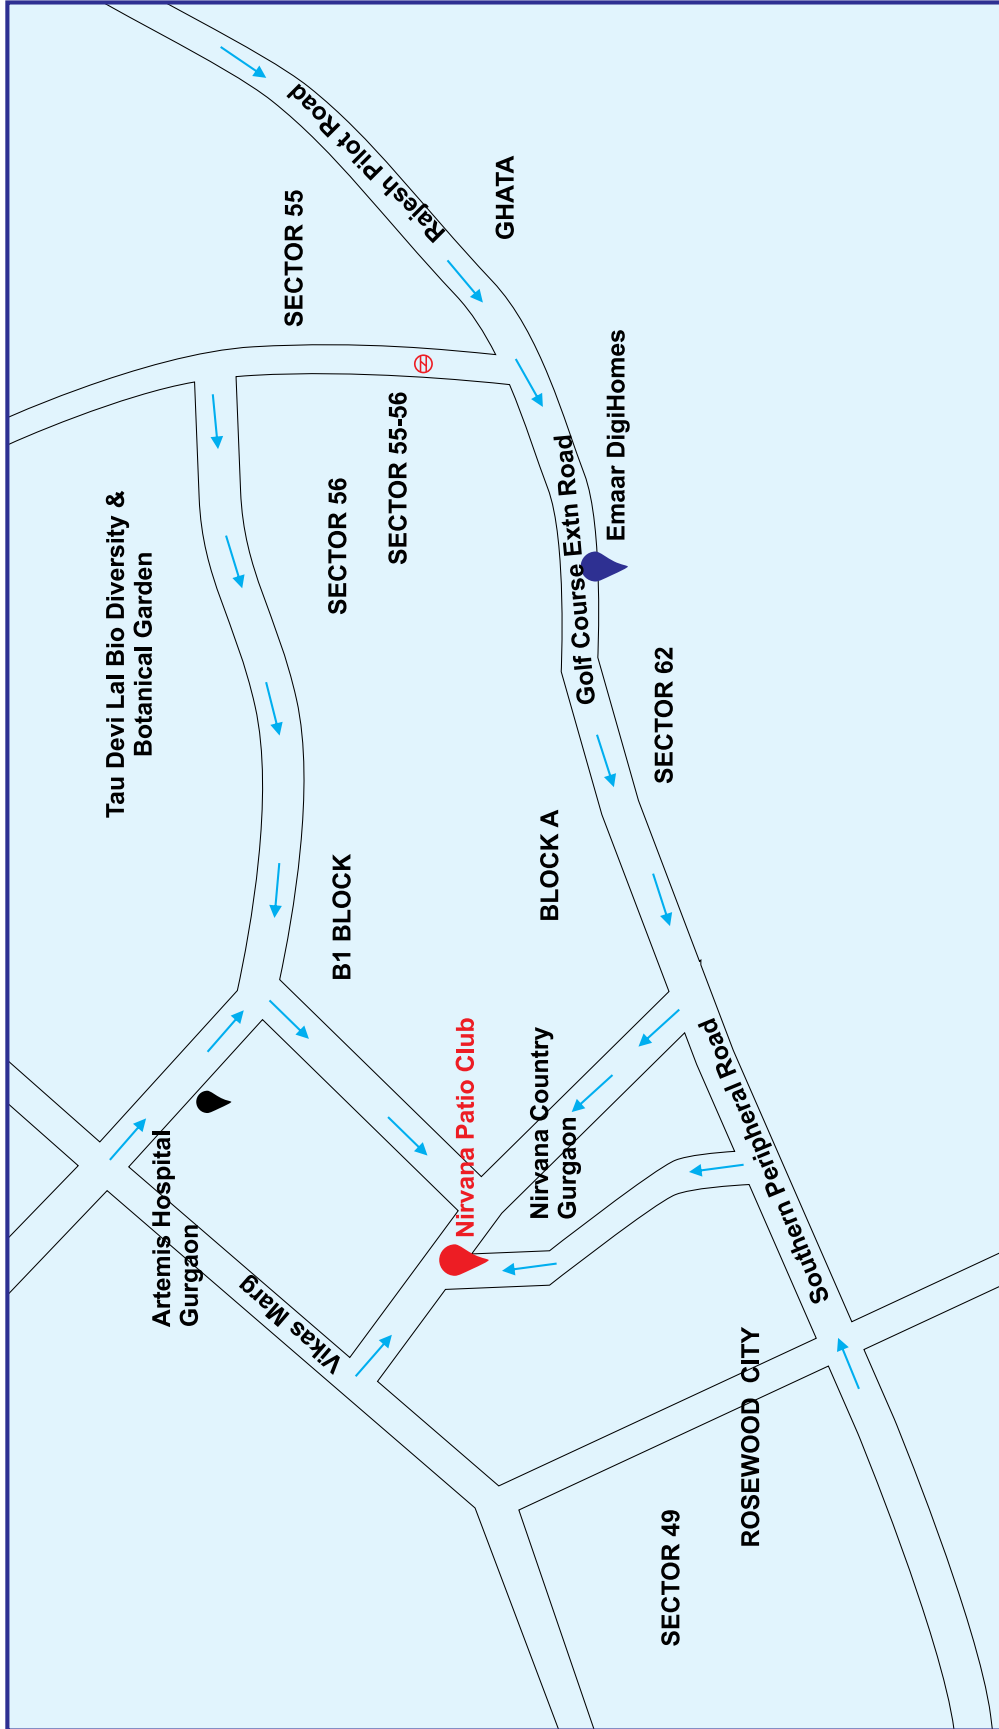 Tau Devi Lal Bio Diversity &
Botanical Garden
Artemis Hospital
Gurgaon
Vikas Marg
SECTOR 55
SECTOR 56
SECTOR 55-56
B1 BLOCK
Rajesh Pilot Road
GHATA
Nirvana Patio Club
Nirvana Country
Gurgaon
BLOCK A
Golf Course Extn Road
Emaar DigiHomes
SECTOR 62
Southern Peripheral Road
SECTOR 49
ROSEWOOD CITY